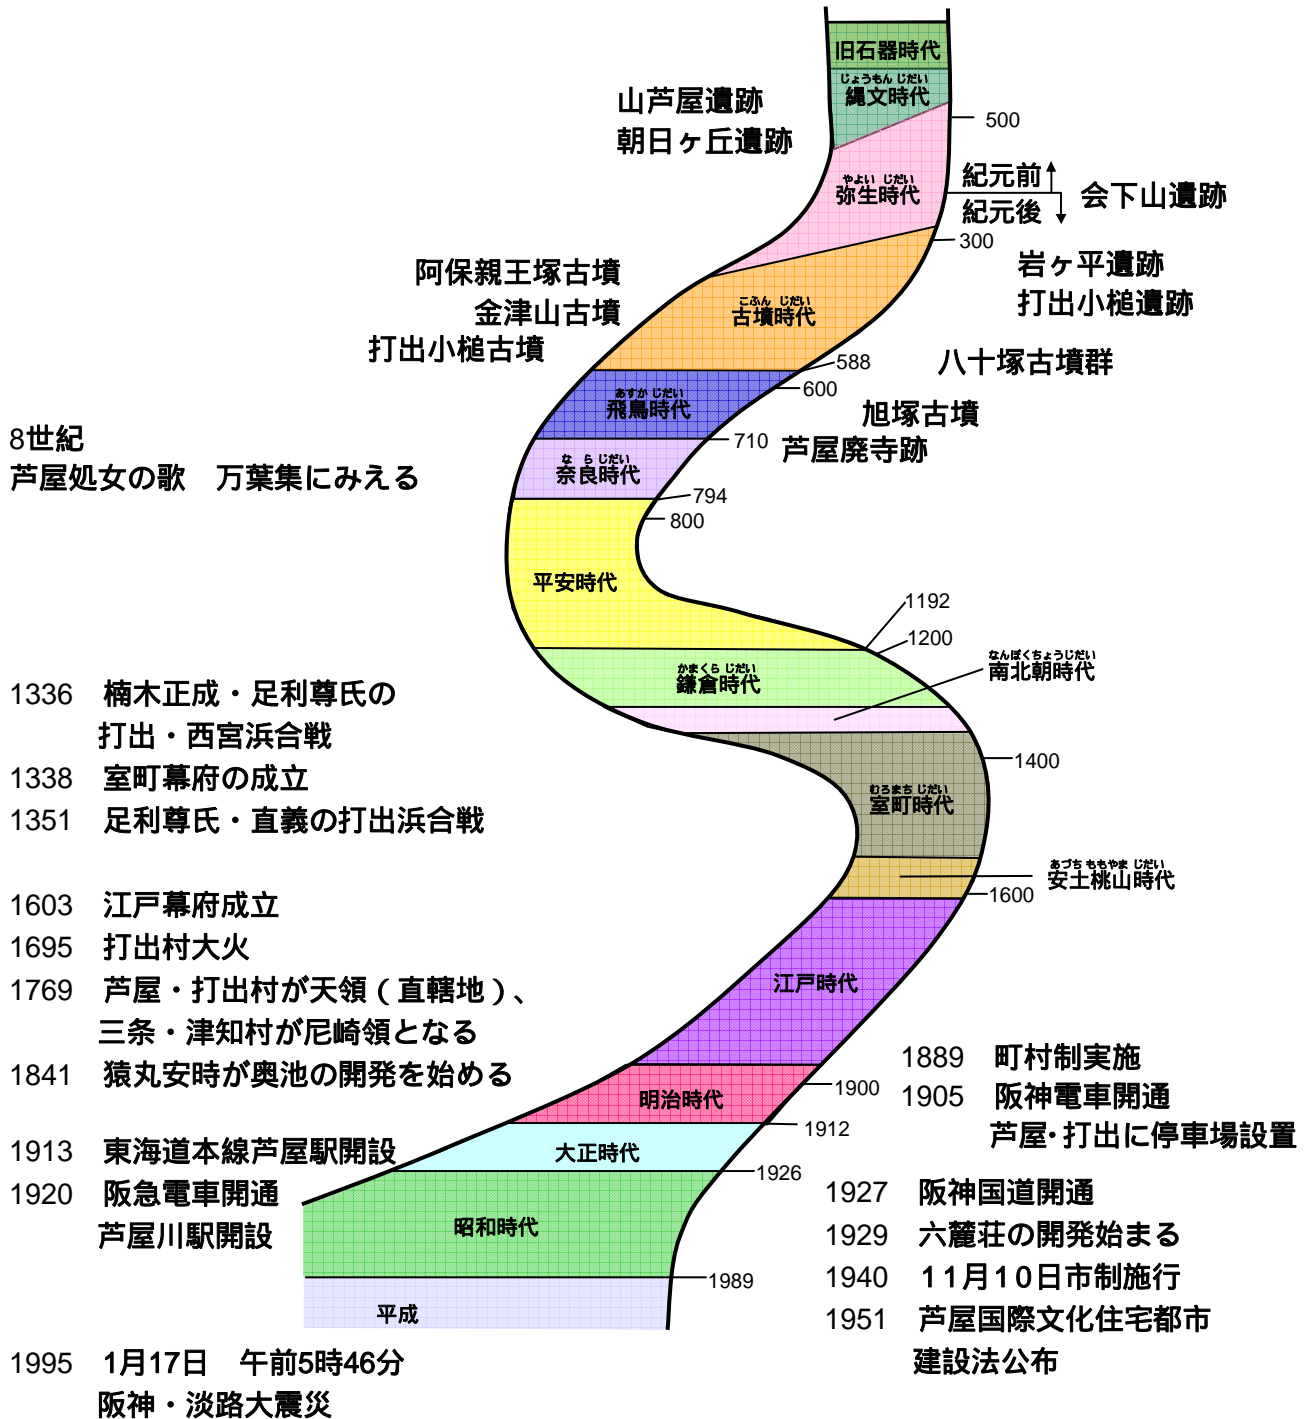 旧石器時代
じょうもん じだい
縄文時代
山芦屋遺跡
朝日ヶ丘遺跡
500
やよい じだい
弥生時代
紀元前
紀元後
会下山遺跡
300
岩ヶ平遺跡
打出小槌遺跡
阿保親王塚古墳
金津山古墳
打出小槌古墳
こふん じだい
古墳時代
588
八十塚古墳群
600
あすか じだい
飛鳥時代
旭塚古墳
710
芦屋廃寺跡
8世紀
芦屋処女の歌 万葉集にみえる
な ら じだい
奈良時代
794
800
平安時代
1192
1200
かまくら じだい
鎌倉時代
なんぼくちょうじだい
南北朝時代
1336 楠木正成・足利尊氏の
打出・西宮浜合戦
1338 室町幕府の成立
1351 足利尊氏・直義の打出浜合戦
1400
むろまち じだい
室町時代
あづち ももやま じだい
安土桃山時代
1600
1603 江戸幕府成立
1695 打出村大火
1769 芦屋・打出村が天領(直轄地)、
三条・津知村が尼崎領となる
1841 猿丸安時が奥池の開発を始める
江戸時代
1889 町村制実施
1900
1905 阪神電車開通
芦屋・打出に停車場設置
明治時代
1912
1913 東海道本線芦屋駅開設
1920 阪急電車開通
芦屋川駅開設
大正時代
1926
1927 阪神国道開通
1929 六麓荘の開発始まる
1940 11月10日市制施行
1951 芦屋国際文化住宅都市
建設法公布
昭和時代
1989
平成
1995 1月17日 午前5時46分
阪神・淡路大震災